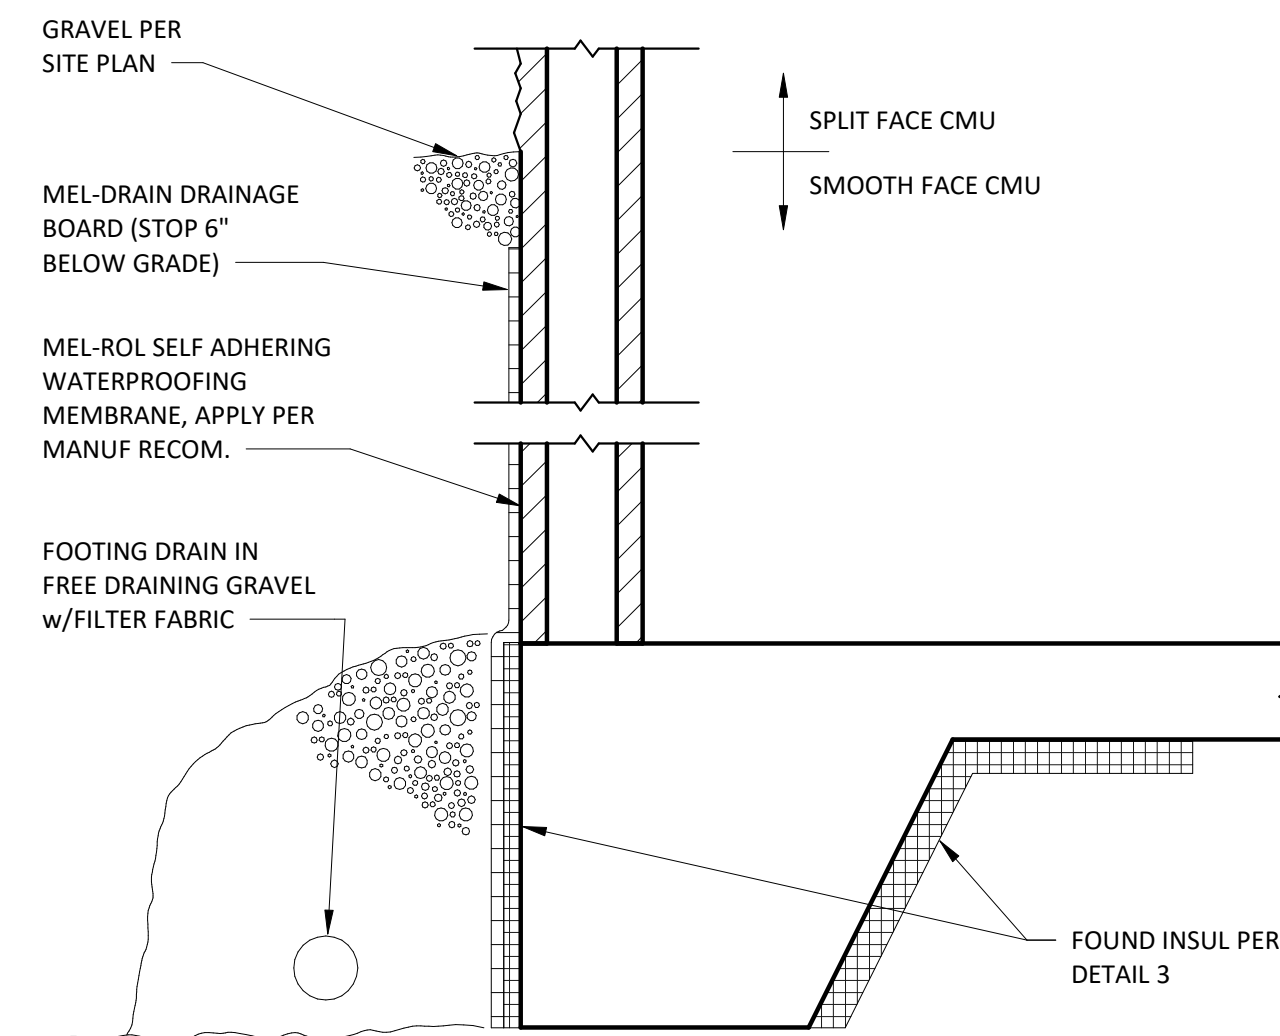 GRAVEL PER
SITE PLAN
SPLIT FACE CMU
SMOOTH FACE CMU
MEL-DRAIN DRAINAGE
BOARD (STOP 6"
BELOW GRADE)
MEL-ROL SELF ADHERING
WATERPROOFING
MEMBRANE, APPLY PER
MANUF RECOM.
FOOTING DRAIN IN
FREE DRAINING GRAVEL
w/FILTER FABRIC
FOUND INSUL PER
DETAIL 3